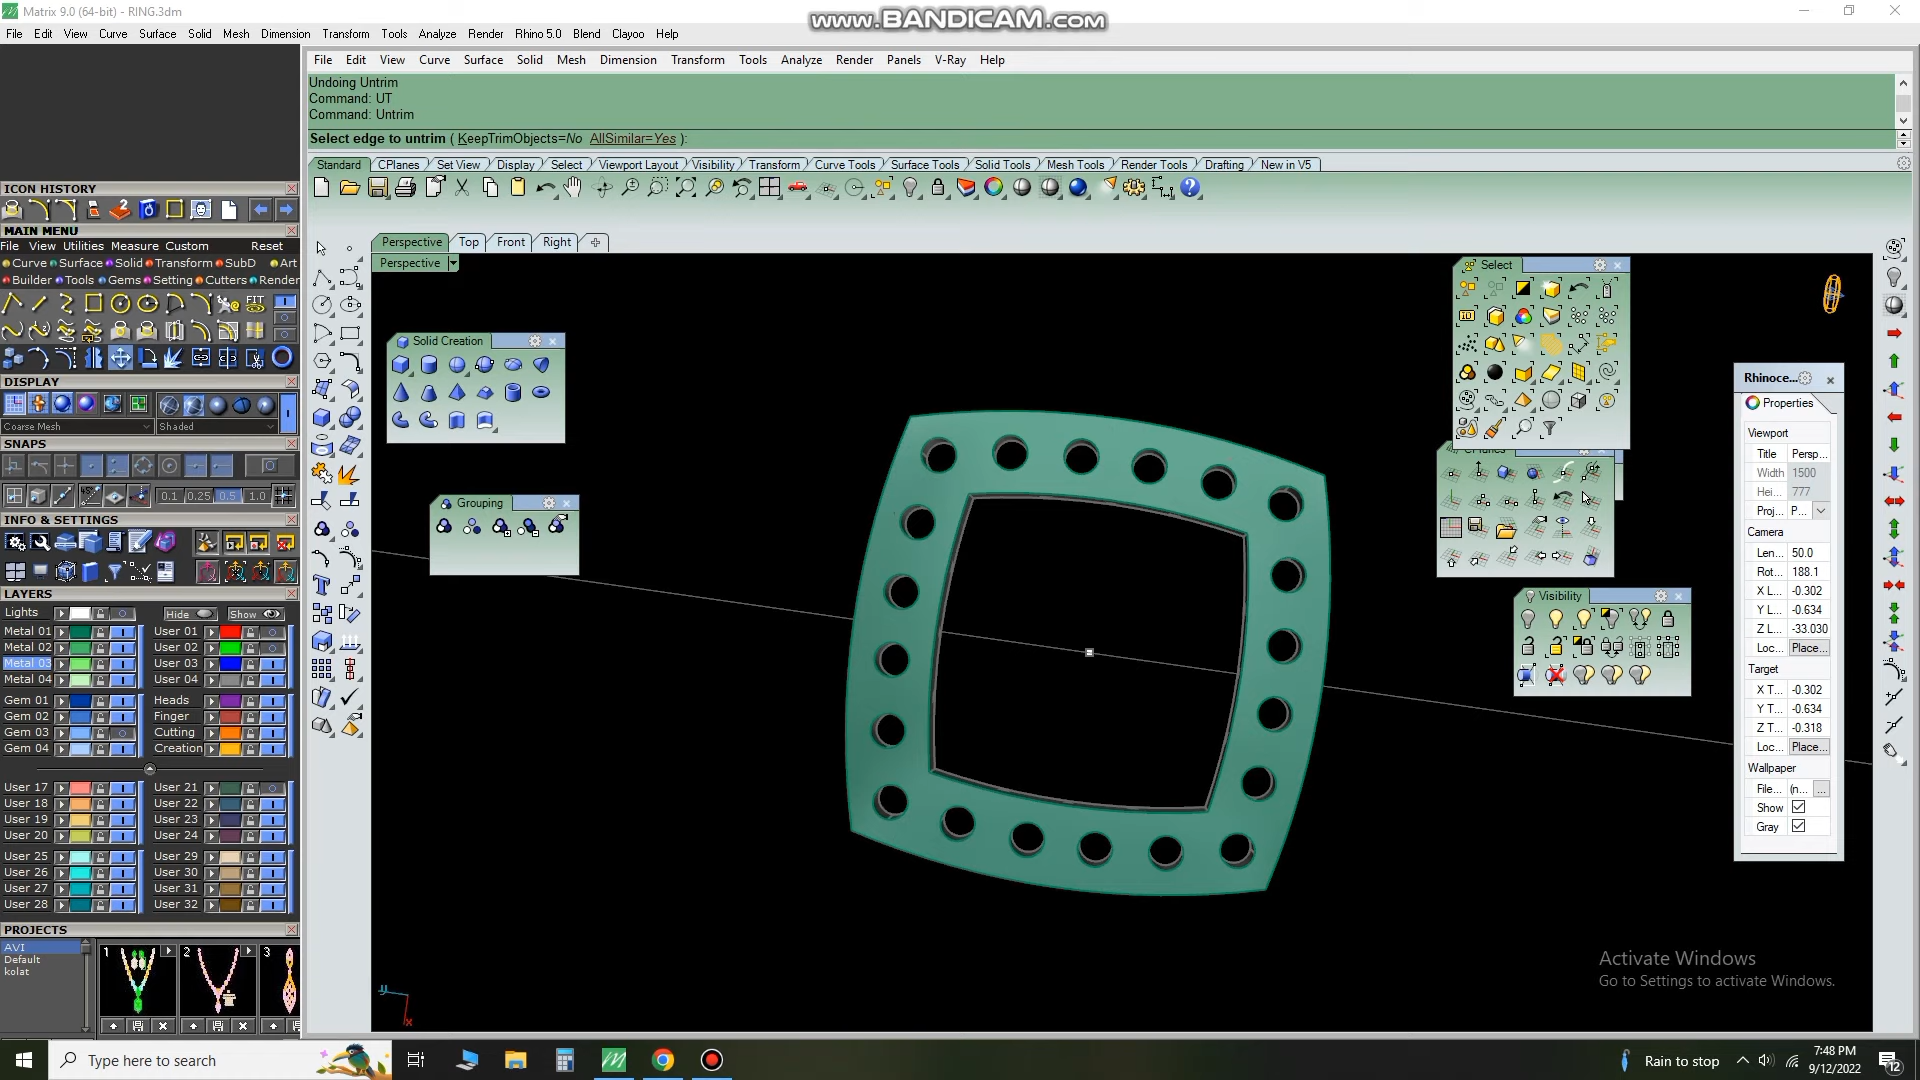 Matrix 9.0 (64-bit) - RING.3dm
www.BANDICAM.com
File Edit View Curve Surface Solid Mesh Dimension Transform Tools Analyze Render Rhino 5.0 Blend Clayoo Help
File Edit View Curve Surface Solid Mesh Dimension Transform Tools Analyze Render Panels V-Ray Help
Undoing Untrim
Command: UT
Command: Untrim
Select edge to untrim ( KeepTrimObjects=No AllSimilar=Yes ):
Standard CPlanes Set View Display Select Viewport Layout Visibility Transform Curve Tools Surface Tools Solid Tools Mesh Tools Render Tools Drafting New in V5
ICON HISTORY
MAIN MENU
File View Utilities Measure Custom Reset
Curve Surface Solid Transform SubD Art
Builder Tools Gems Setting Cutters Render
FIT
DISPLAY
Coarse Mesh Shaded
SNAPS
0.1 0.25 0.5 1.0
INFO & SETTINGS
LAYERS
Lights Hide Show
Metal 01 User 01
Metal 02 User 02
Metal 03 User 03
Metal 04 User 04
Gem 01 Heads
Gem 02 Finger
Gem 03 Cutting
Gem 04 Creation
User 17 User 21
User 18 User 22
User 19 User 23
User 20 User 24
User 25 User 29
User 26 User 30
User 27 User 31
User 28 User 32
PROJECTS
AVI
Default
kolat
1 2 3
Perspective Top Front Right
Perspective
Solid Creation
Grouping
Select
CPlanes
Visibility
Rhinoce...
Properties
Viewport
Title Persp...
Width 1500
Hei... 777
Proj... P...
Camera
Len... 50.0
Rot... 188.1
X L... -0.302
Y L... -0.634
Z L... -33.030
Loc... Place...
Target
X T... -0.302
Y T... -0.634
Z T... -0.318
Loc... Place...
Wallpaper
File... (n... ...
Show
Gray
y
x
Activate Windows
Go to Settings to activate Windows.
Type here to search
Rain to stop
7:48 PM
9/12/2022
12